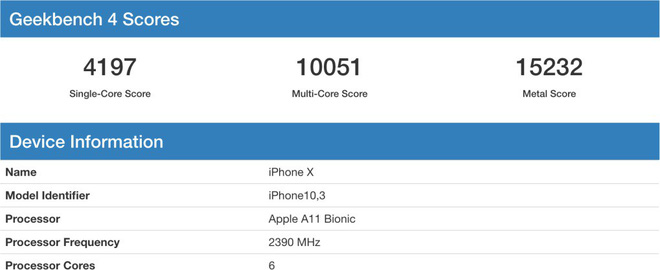 Geekbench 4 Scores
4197 10051 15232
Single-Core Score Multi-Core Score Metal Score
Device Information
Name iPhone X
Model Identifier iPhone10,3
Processor Apple A11 Bionic
Processor Frequency 2390 MHz
Processor Cores 6